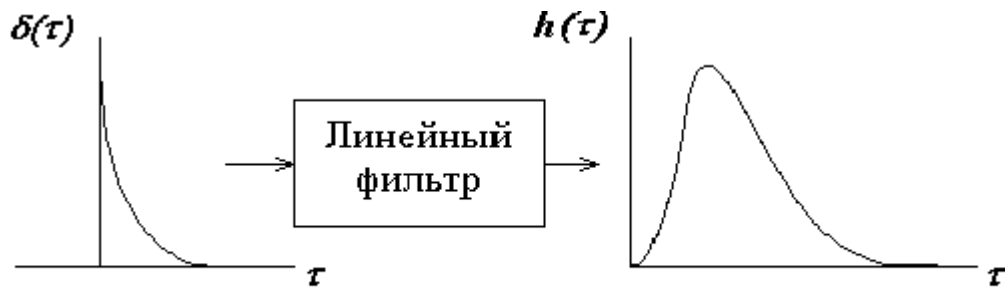 δ(τ)
h(τ)
Линейный
фильтр
τ
τ